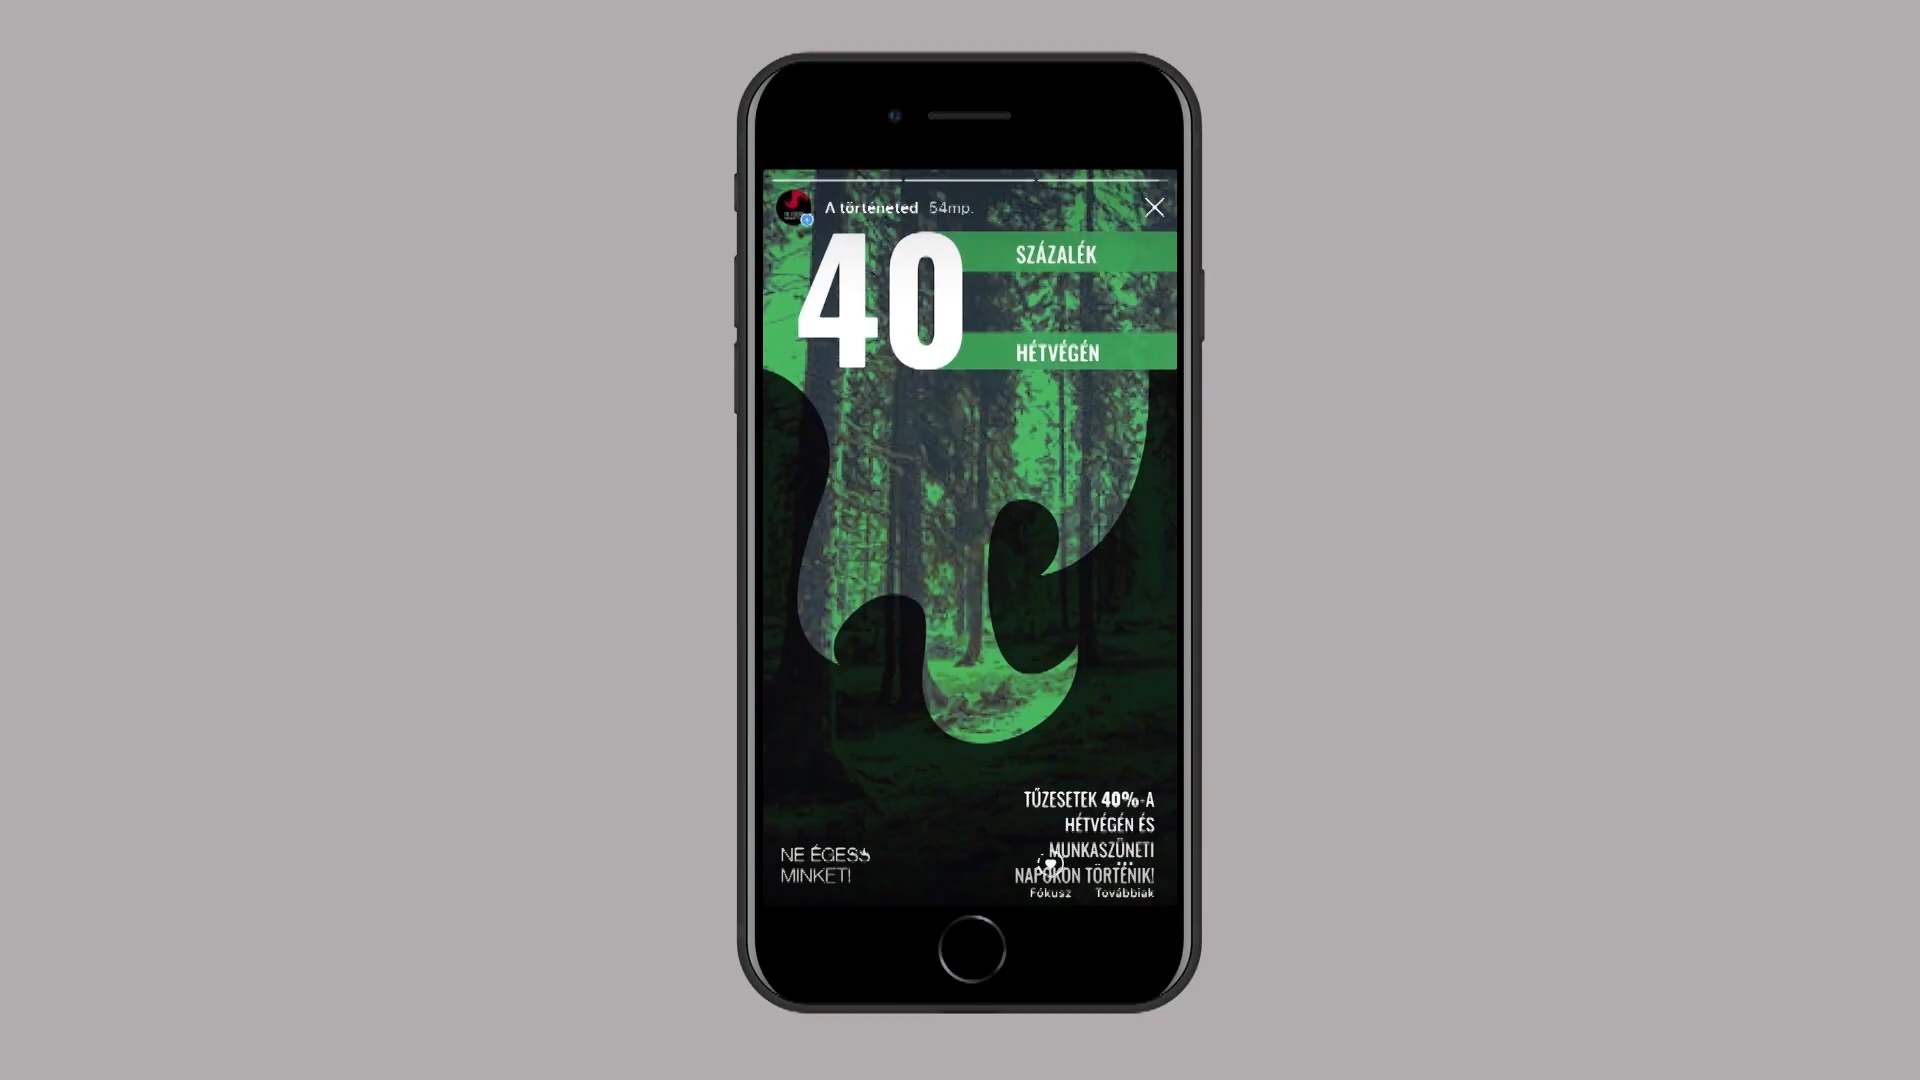 A történeted 54mp.
40
SZÁZALÉK
HÉTVÉGÉN
TŰZESETEK 40%-A
HÉTVÉGÉN ÉS
MUNKASZÜNETI
NAPOKON TÖRTÉNIK!
NE ÉGESS
MINKET!
Fókusz Továbbiak